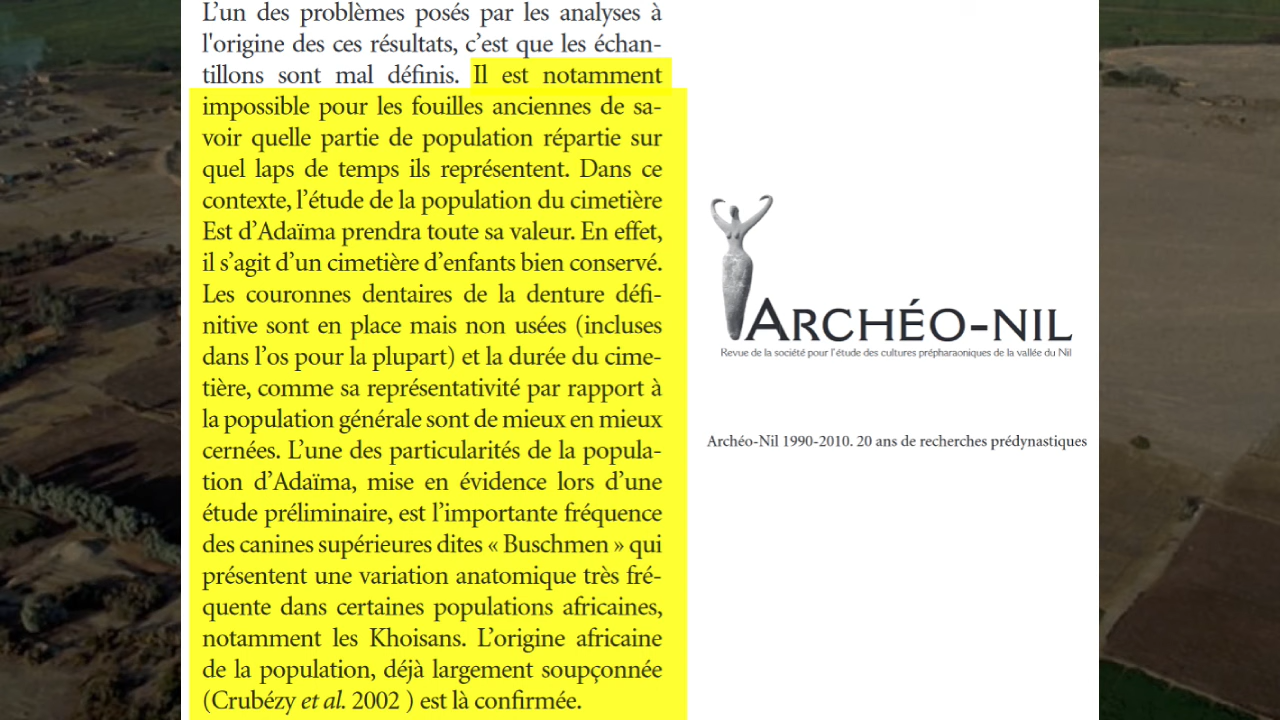 L'un des problèmes posés par les analyses à
l'origine des ces résultats, c'est que les échan-
tillons sont mal définis. Il est notamment
impossible pour les fouilles anciennes de sa-
voir quelle partie de population répartie sur
quel laps de temps ils représentent. Dans ce
contexte, l'étude de la population du cimetière
Est d'Adaïma prendra toute sa valeur. En effet,
il s'agit d'un cimetière d'enfants bien conservé.
Les couronnes dentaires de la denture défi-
nitive sont en place mais non usées (incluses
dans l'os pour la plupart) et la durée du cime-
tière, comme sa représentativité par rapport à
la population générale sont de mieux en mieux
cernées. L'une des particularités de la popula-
tion d'Adaïma, mise en évidence lors d'une
étude préliminaire, est l'importante fréquence
des canines supérieures dites « Buschmen » qui
présentent une variation anatomique très fré-
quente dans certaines populations africaines,
notamment les Khoisans. L'origine africaine
de la population, déjà largement soupçonnée
(Crubézy et al. 2002 ) est là confirmée.
ARCHÉO-NIL
Revue de la société pour l'étude des cultures prépharaoniques de la vallée du Nil
Archéo-Nil 1990-2010. 20 ans de recherches prédynastiques